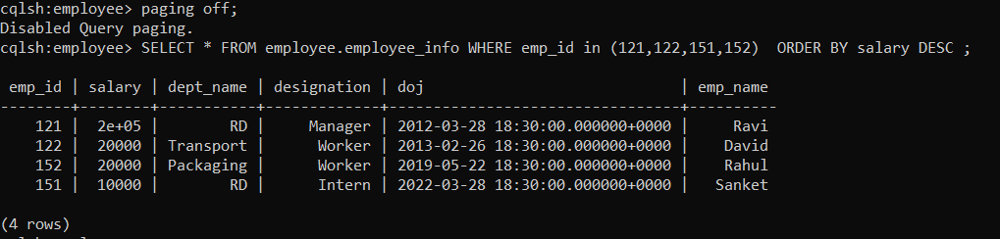 cqlsh:employee> paging off;
Disabled Query paging.
cqlsh:employee> SELECT * FROM employee.employee_info WHERE emp_id in (121,122,151,152)  ORDER BY salary DESC ;
 emp_id | salary | dept_name | designation | doj                             | emp_name
--------+--------+-----------+-------------+---------------------------------+----------
    121 |  2e+05 |        RD |     Manager | 2012-03-28 18:30:00.000000+0000 |     Ravi
    122 |  20000 | Transport |      Worker | 2013-02-26 18:30:00.000000+0000 |    David
    152 |  20000 | Packaging |      Worker | 2019-05-22 18:30:00.000000+0000 |    Rahul
    151 |  10000 |        RD |      Intern | 2022-03-28 18:30:00.000000+0000 |   Sanket
(4 rows)